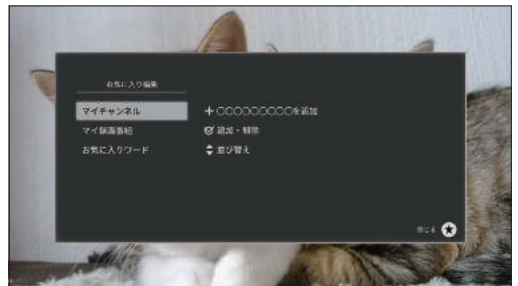 お気に入り編集
マイチャンネル
マイ録画番組
お気に入りワード
＋○○○○○○○○○を追加
追加・削除
並び替え
閉じる